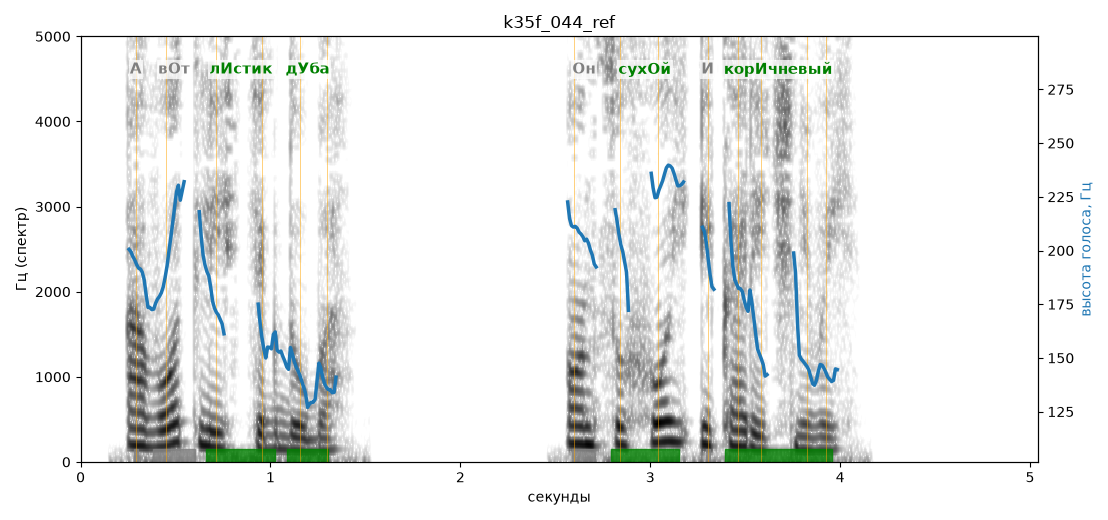 k35f_044_ref
5000
4000
3000
2000
1000
0
Гц (спектр)
А вОт лИстик дУба Он сухОй И корИчневый
275
250
225
200
175
150
125
высота голоса, Гц
0 1 2 3 4 5
секунды